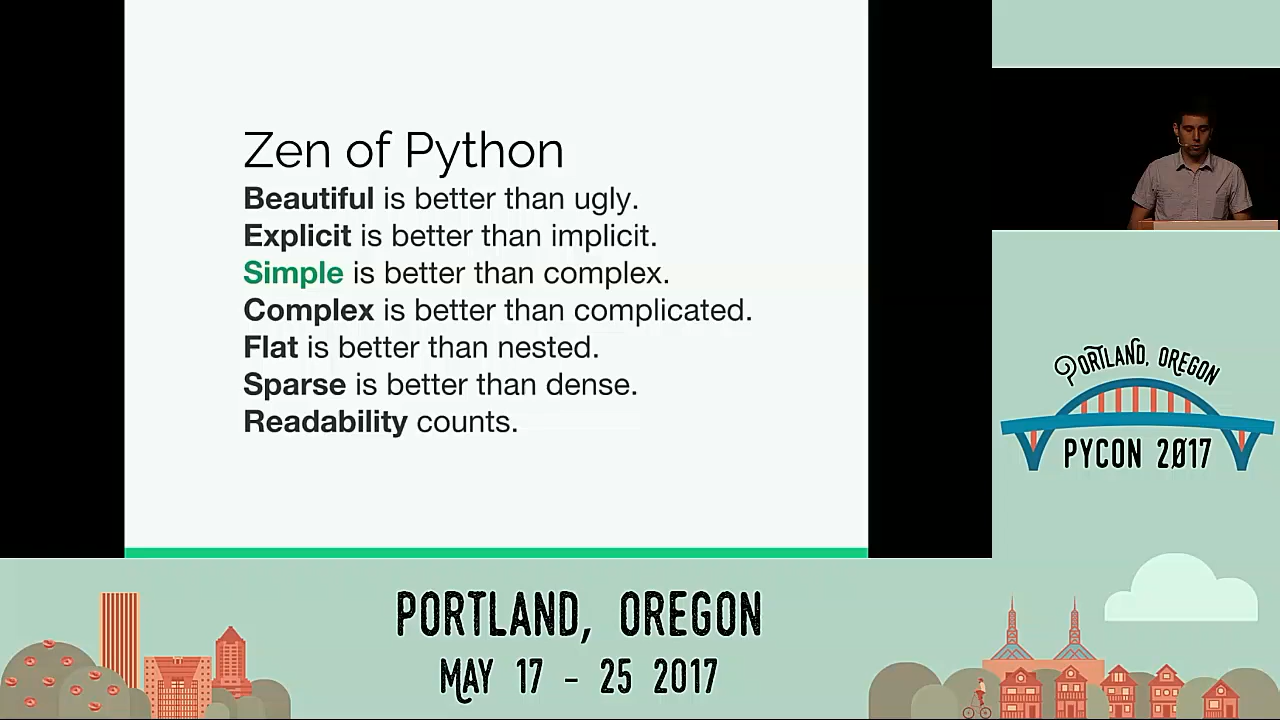 Zen of Python
Beautiful is better than ugly.
Explicit is better than implicit.
Simple is better than complex.
Complex is better than complicated.
Flat is better than nested.
Sparse is better than dense.
Readability counts.
PORTLAND, OREGON
PYCON 2017
PORTLAND, OREGON
MAY 17 - 25 2017